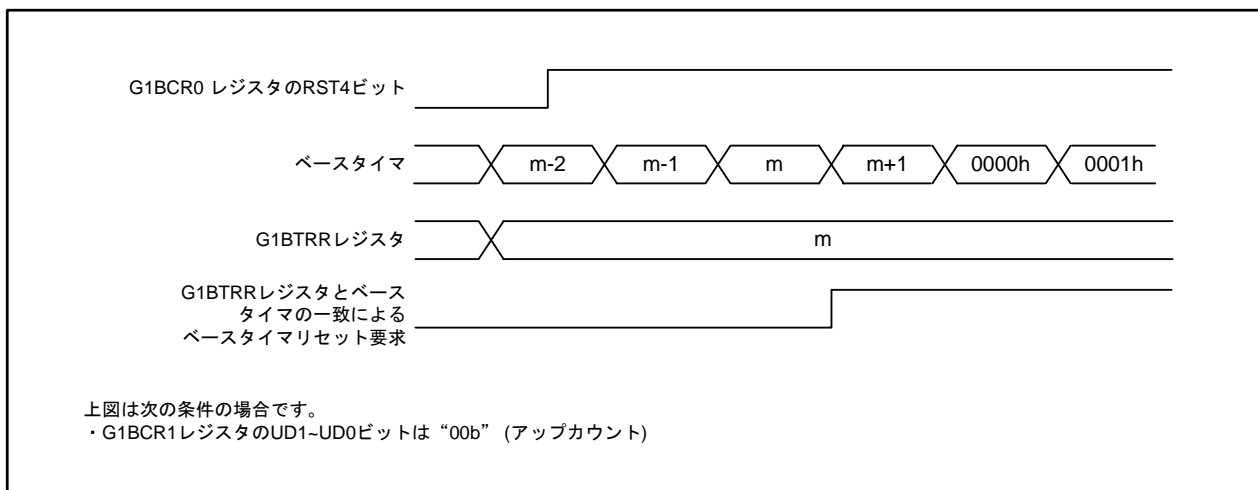 G1BCR0 レジスタのRST4ビット
ベースタイマ
m-2
m-1
m
m+1
0000h
0001h
G1BTRRレジスタ
m
G1BTRRレジスタとベース
タイマの一致による
ベースタイマリセット要求
上図は次の条件の場合です。
・G1BCR1レジスタのUD1~UD0ビットは“00b” (アップカウント)